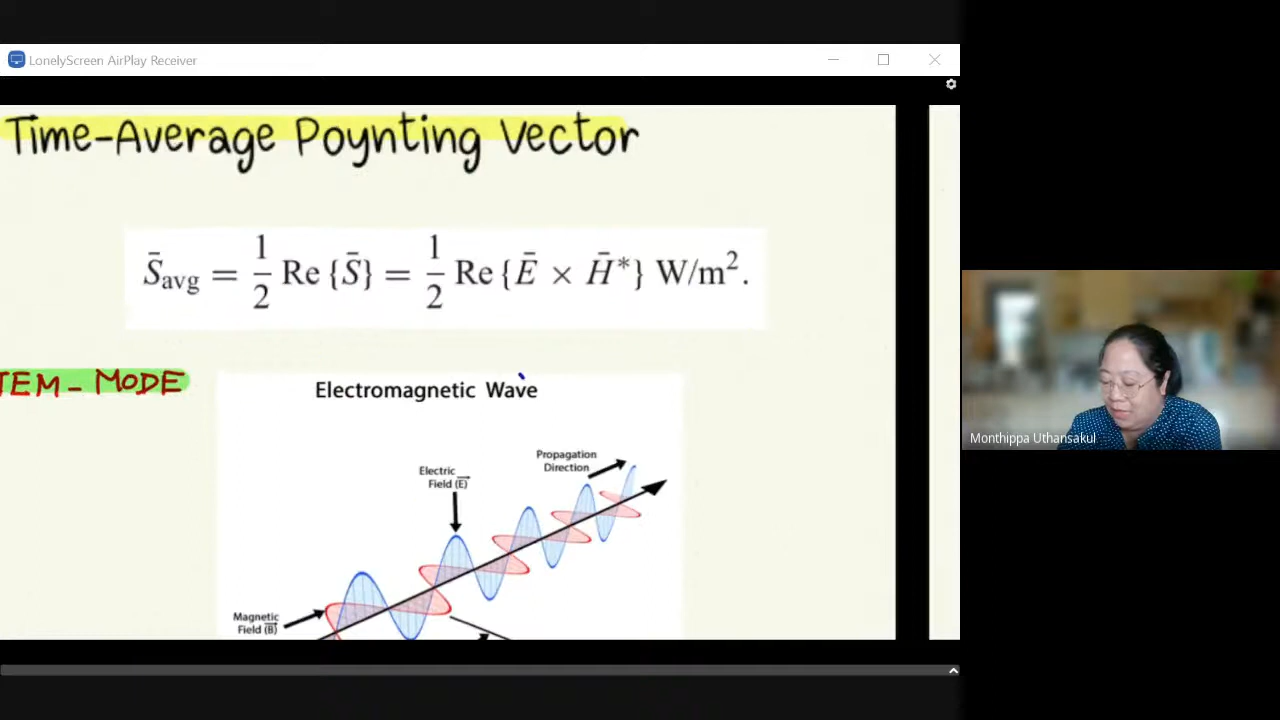 LonelyScreen AirPlay Receiver
Time-Average Poynting Vector
S̄avg = 1/2 Re {S̄} = 1/2 Re {Ē × H̄*} W/m².
TEM - MODE
Electromagnetic Wave
Propagation
Direction
Electric
Field (E)
Magnetic
Field (B)
Monthippa Uthansakul